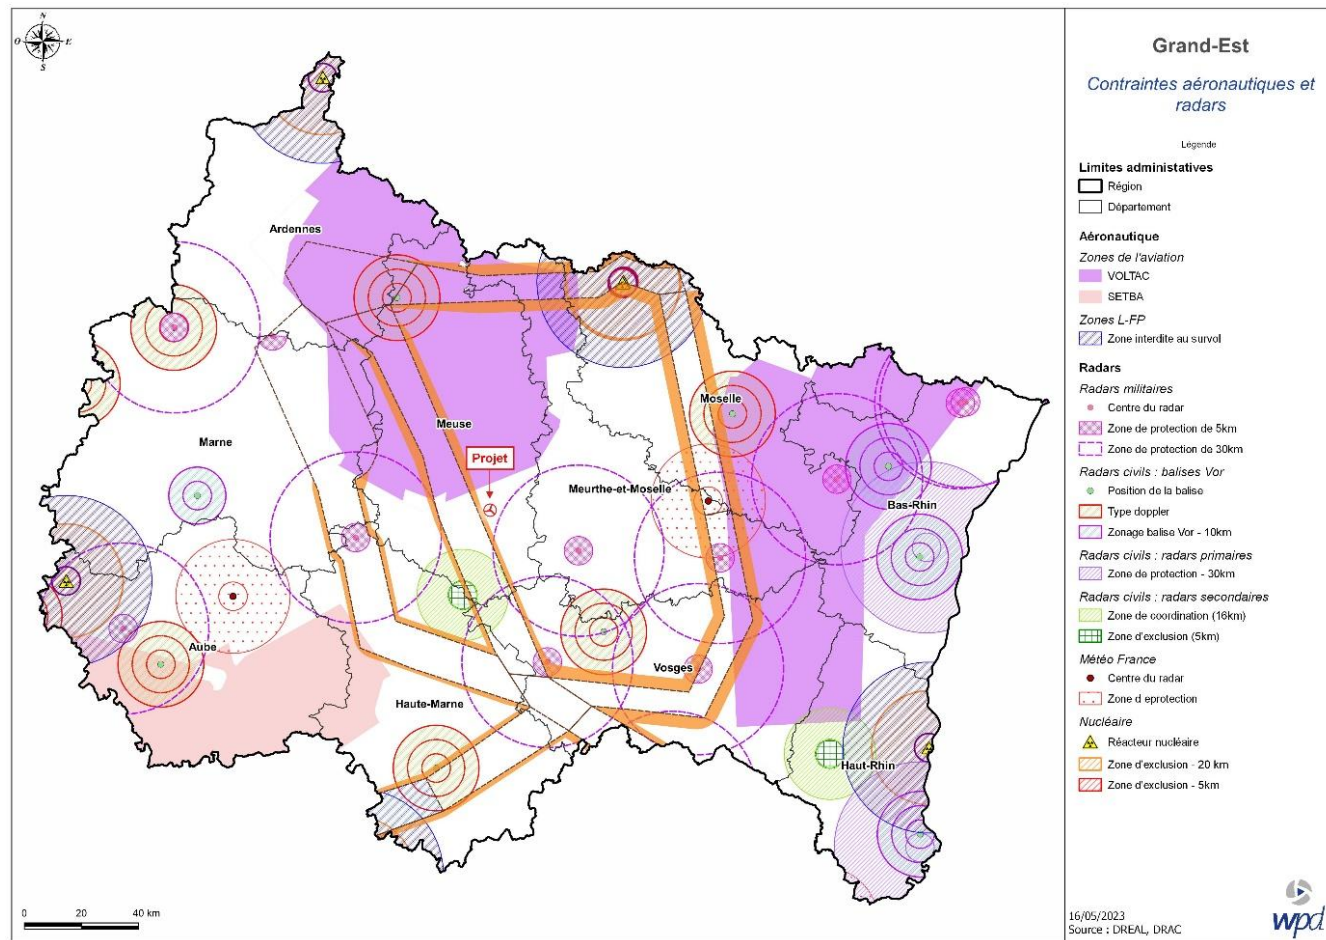 N
O
E
S
Ardennes
Marne
Meuse
Projet
Moselle
Meurthe-et-Moselle
Bas-Rhin
Aube
Haute-Marne
Vosges
Haut-Rhin
0 20 40 km
Grand-Est
Contraintes aéronautiques et
radars
Légende
Limites administatives
Région
Département
Aéronautique
Zones de l'aviation
VOLTAC
SETBA
Zones L-FP
Zone interdite au survol
Radars
Radars militaires
Centre du radar
Zone de protection de 5km
Zone de protection de 30km
Radars civils : balises Vor
Position de la balise
Type doppler
Zonage balise Vor - 10km
Radars civils : radars primaires
Zone de protection - 30km
Radars civils : radars secondaires
Zone de coordination (16km)
Zone d'exclusion (5km)
Météo France
Centre du radar
Zone d eprotection
Nucléaire
Réacteur nucléaire
Zone d'exclusion - 20 km
Zone d'exclusion - 5km
16/05/2023
Source : DREAL, DRAC
wpd